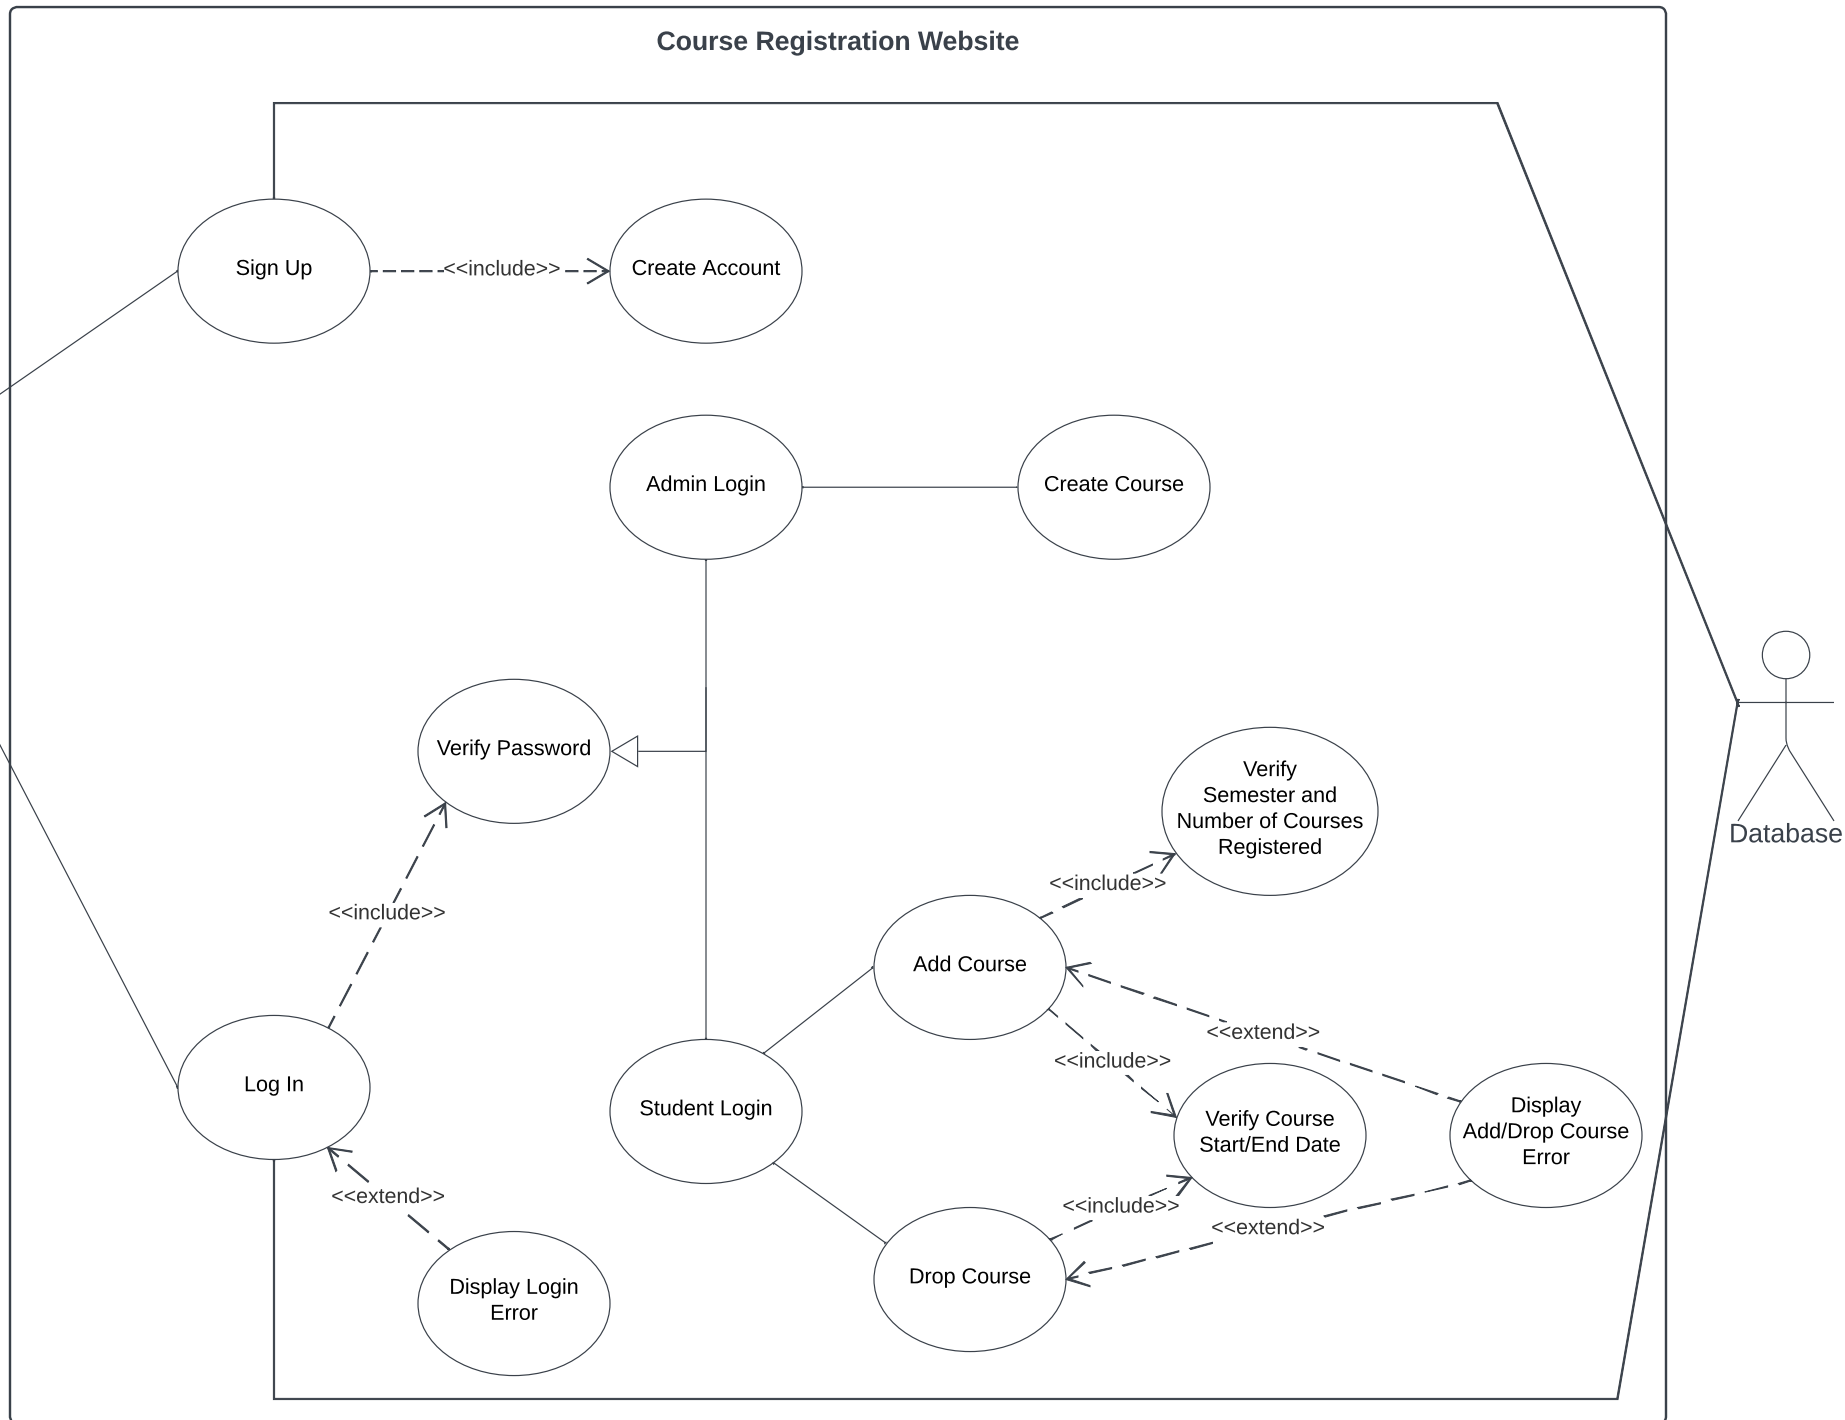 Course Registration Website
Sign Up
<<include>>
Create Account
Admin Login
Create Course
Verify Password
Verify
Semester and
Number of Courses
Registered
Database
<<include>>
<<include>>
Add Course
<<extend>>
<<include>>
Log In
Student Login
Verify Course
Start/End Date
Display
Add/Drop Course
Error
<<extend>>
<<include>>
<<extend>>
Display Login
Error
Drop Course